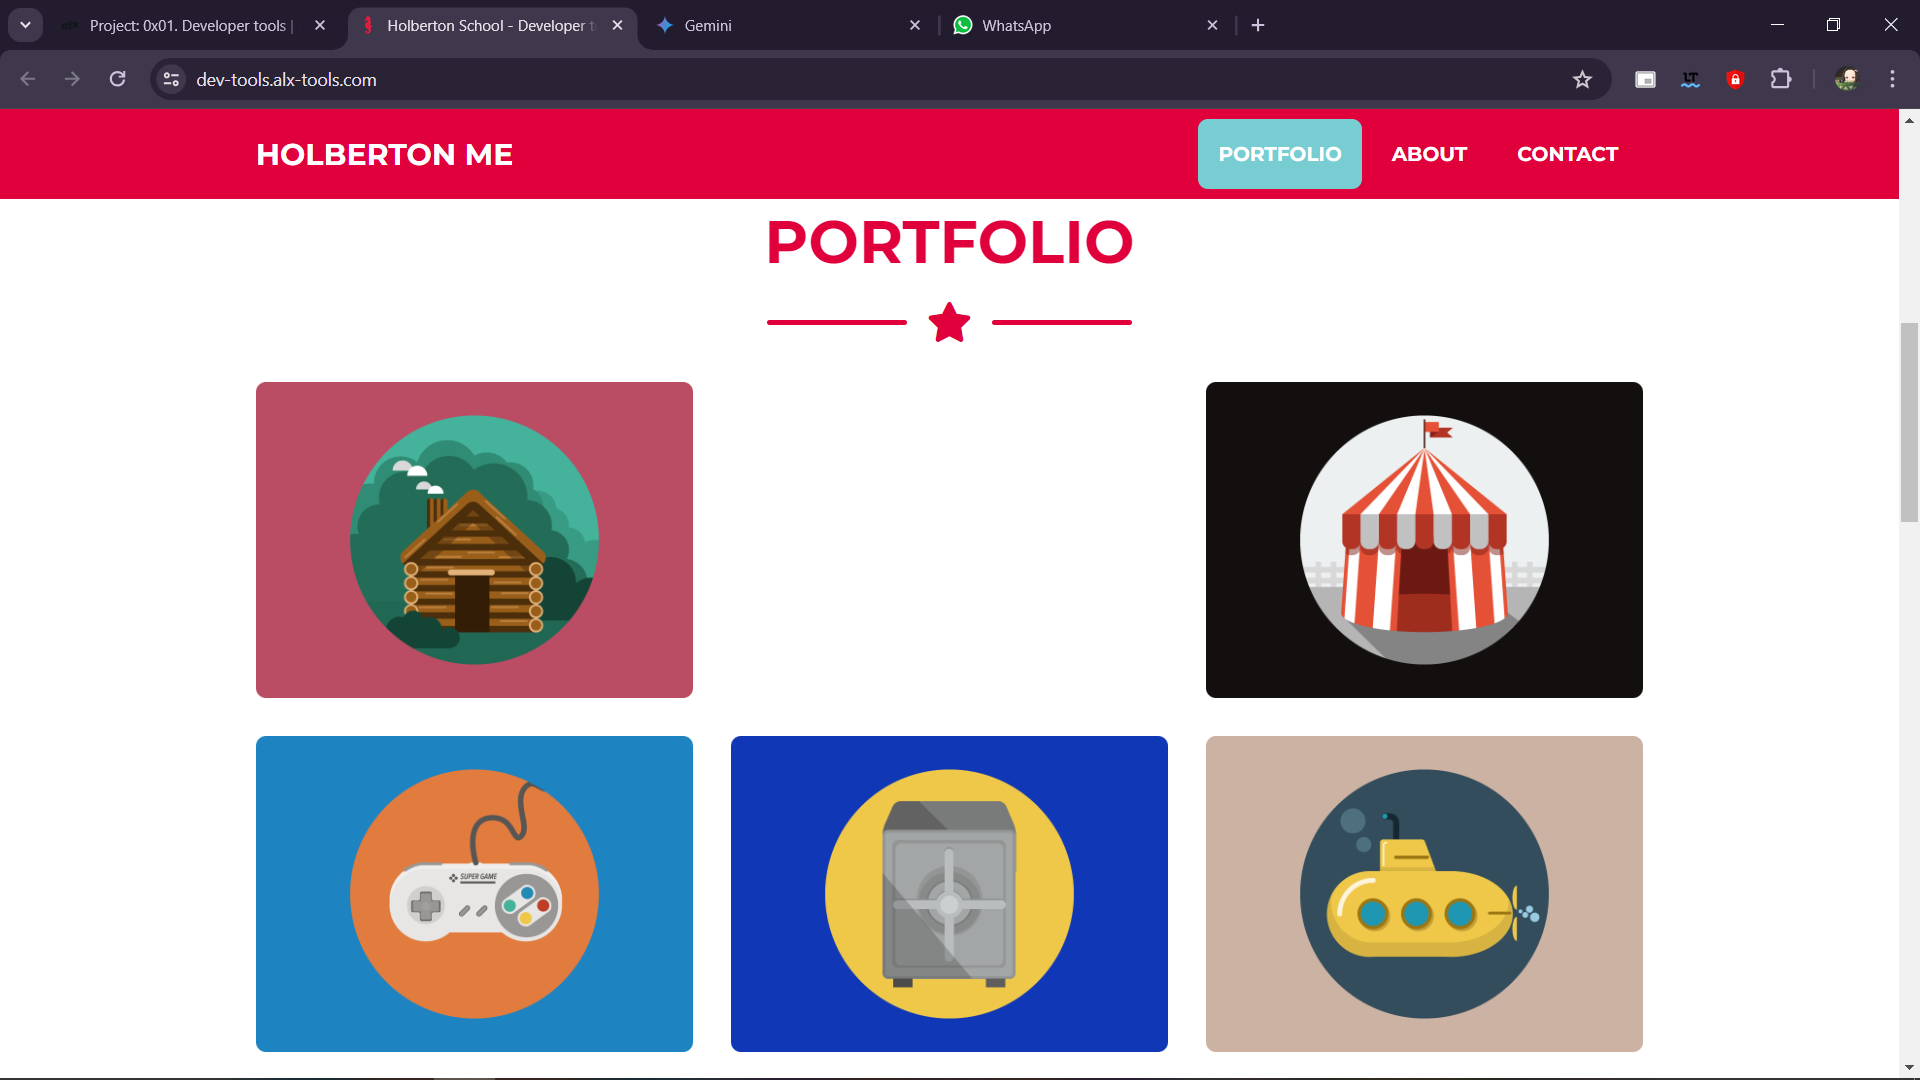 Project: 0x01. Developer tools |
Holberton School - Developer t
Gemini
WhatsApp
dev-tools.alx-tools.com
HOLBERTON ME
PORTFOLIO
ABOUT
CONTACT
PORTFOLIO
SUPER GAME